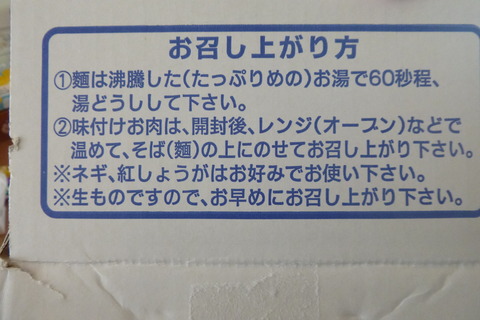 お召し上がり方
①麺は沸騰した(たっぷりめの)お湯で60秒程、
湯どうしして下さい。
②味付けお肉は、開封後、レンジ(オーブン)などで
温めて、そば(麺)の上にのせてお召し上がり下さい。
※ネギ、紅しょうがはお好みでお使い下さい。
※生ものですので、お早めにお召し上がり下さい。